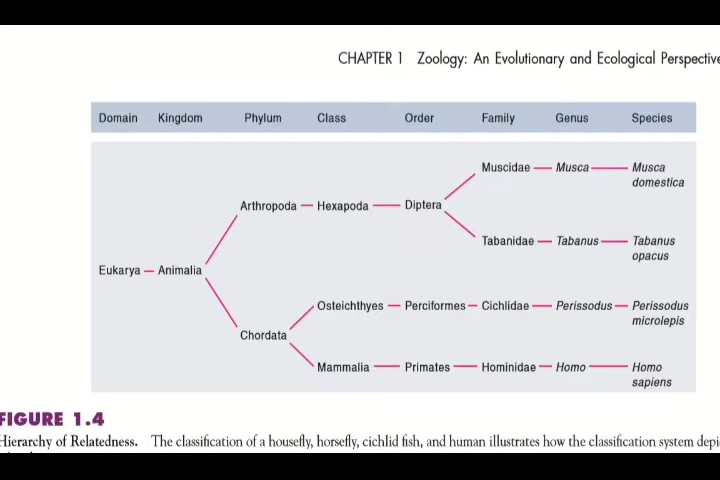 CHAPTER 1 Zoology: An Evolutionary and Ecological Perspective
Domain Kingdom Phylum Class Order Family Genus Species
Muscidae Musca Musca domestica
Arthropoda Hexapoda Diptera
Tabanidae Tabanus Tabanus opacus
Eukarya Animalia
Osteichthyes Perciformes Cichlidae Perissodus Perissodus microlepis
Chordata
Mammalia Primates Hominidae Homo Homo sapiens
FIGURE 1.4
Hierarchy of Relatedness. The classification of a housefly, horsefly, cichlid fish, and human illustrates how the classification system